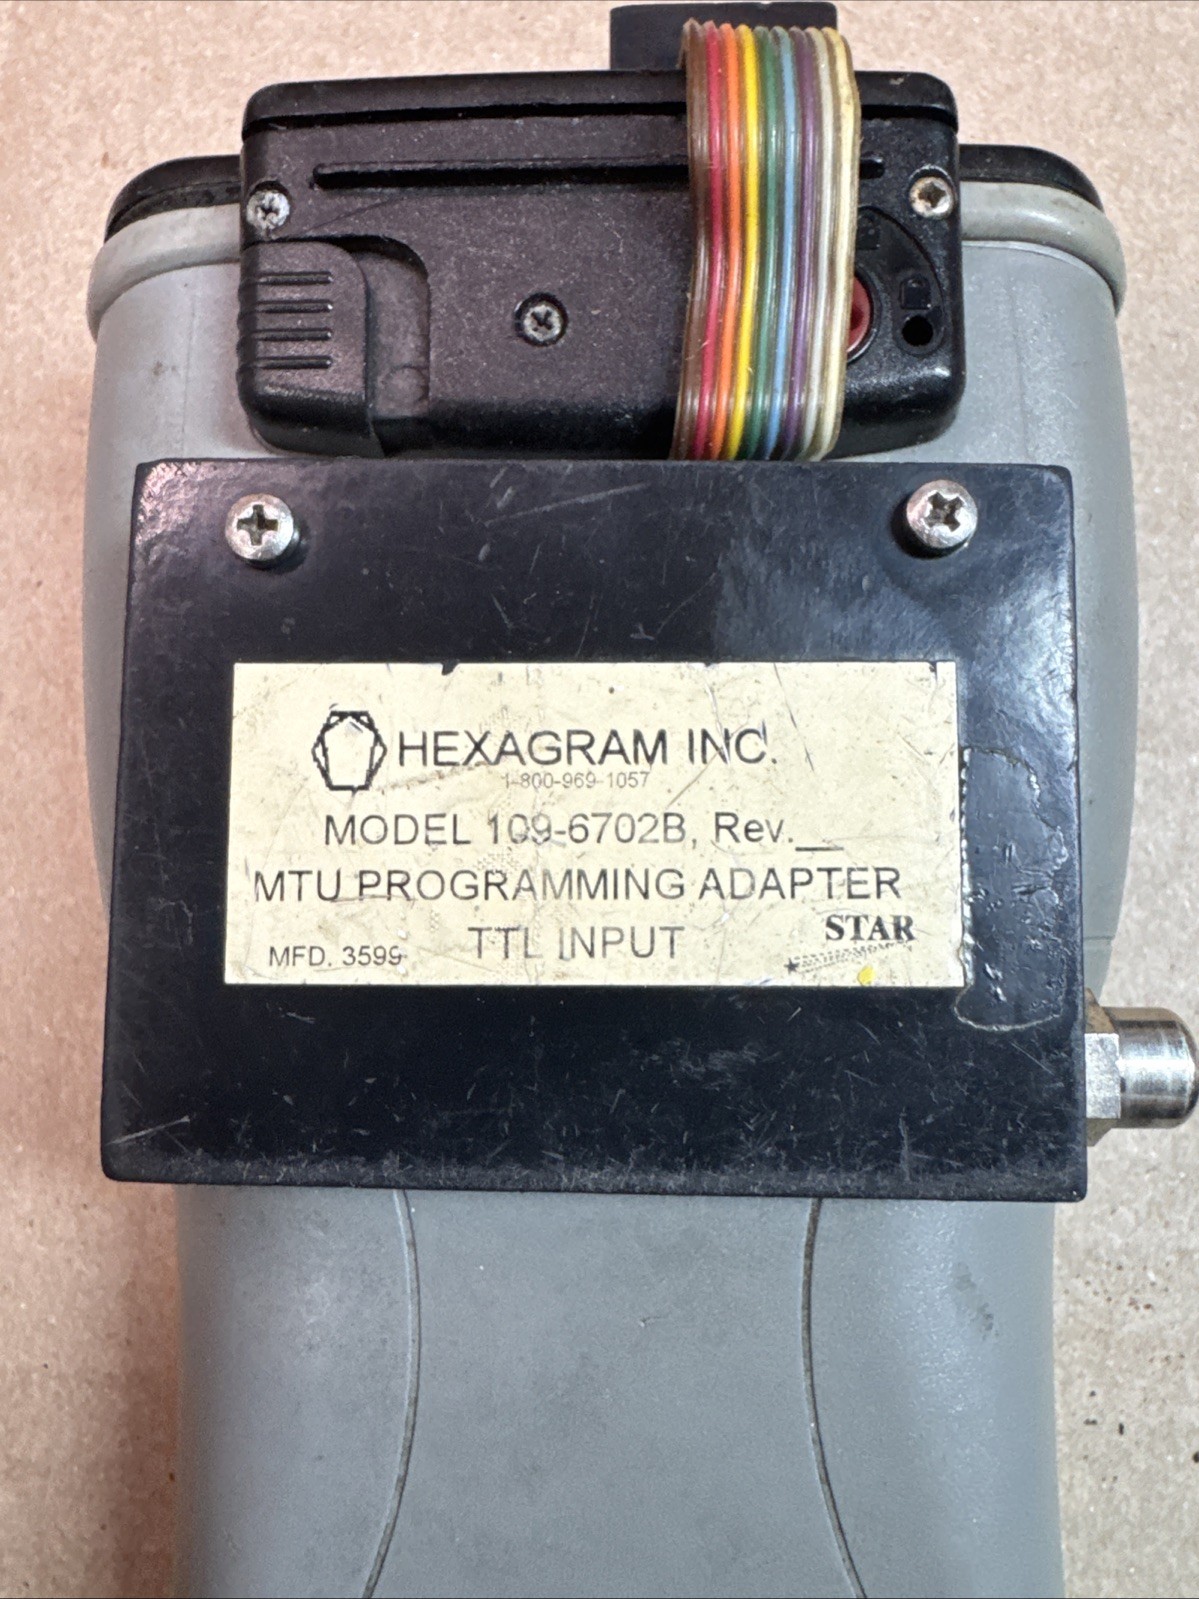 HEXAGRAM INC.
1-800-969-1057
MODEL 109-6702B, Rev.__
MTU PROGRAMMING ADAPTER
TTL INPUT
STAR
MFD. 3599